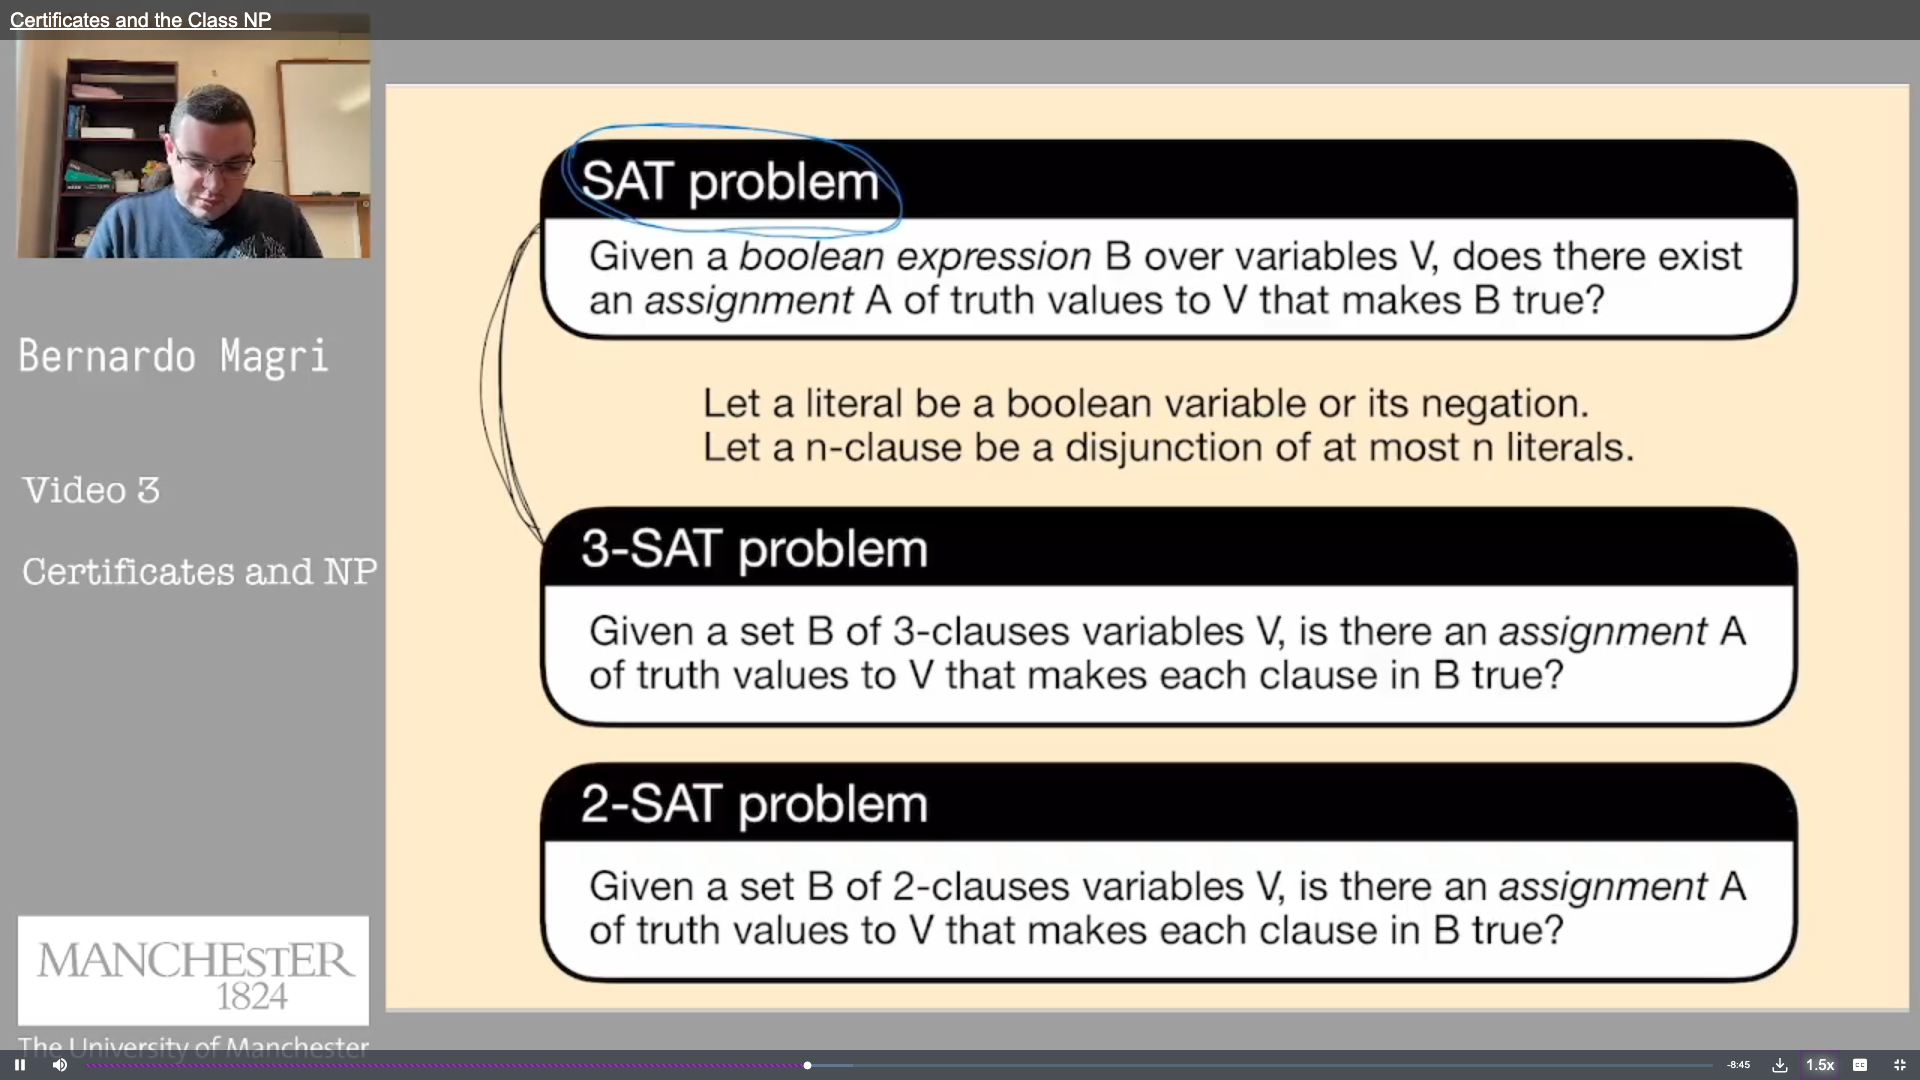 Certificates and the Class NP
Bernardo Magri
Video 3
Certificates and NP
MANCHESTER
1824
The University of Manchester
SAT problem
Given a boolean expression B over variables V, does there exist
an assignment A of truth values to V that makes B true?
Let a literal be a boolean variable or its negation.
Let a n-clause be a disjunction of at most n literals.
3-SAT problem
Given a set B of 3-clauses variables V, is there an assignment A
of truth values to V that makes each clause in B true?
2-SAT problem
Given a set B of 2-clauses variables V, is there an assignment A
of truth values to V that makes each clause in B true?
-8:45
1.5x
CC